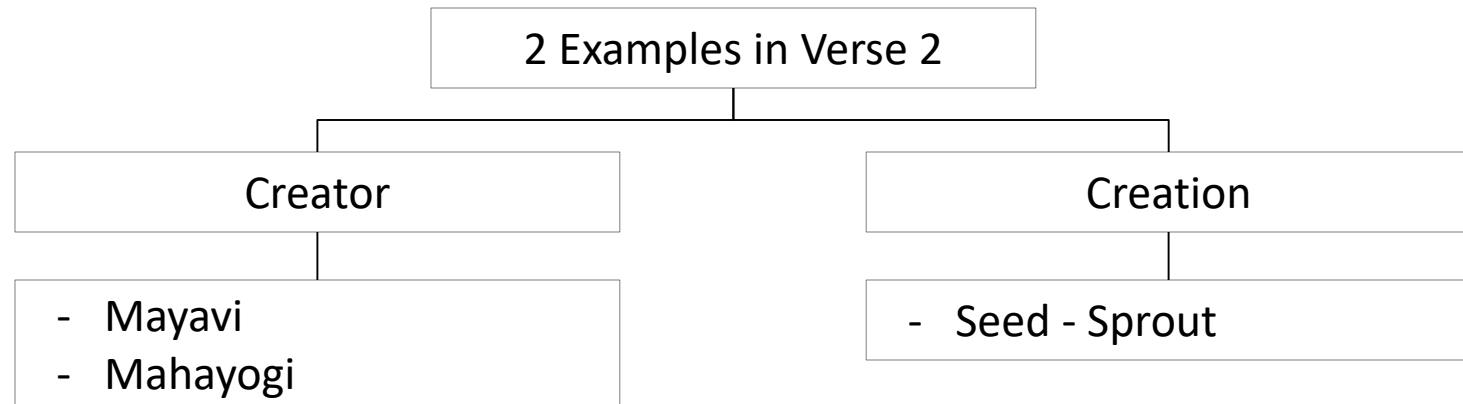 2 Examples in Verse 2
Creator
Creation
- Mayavi
- Mahayogi
- Seed - Sprout